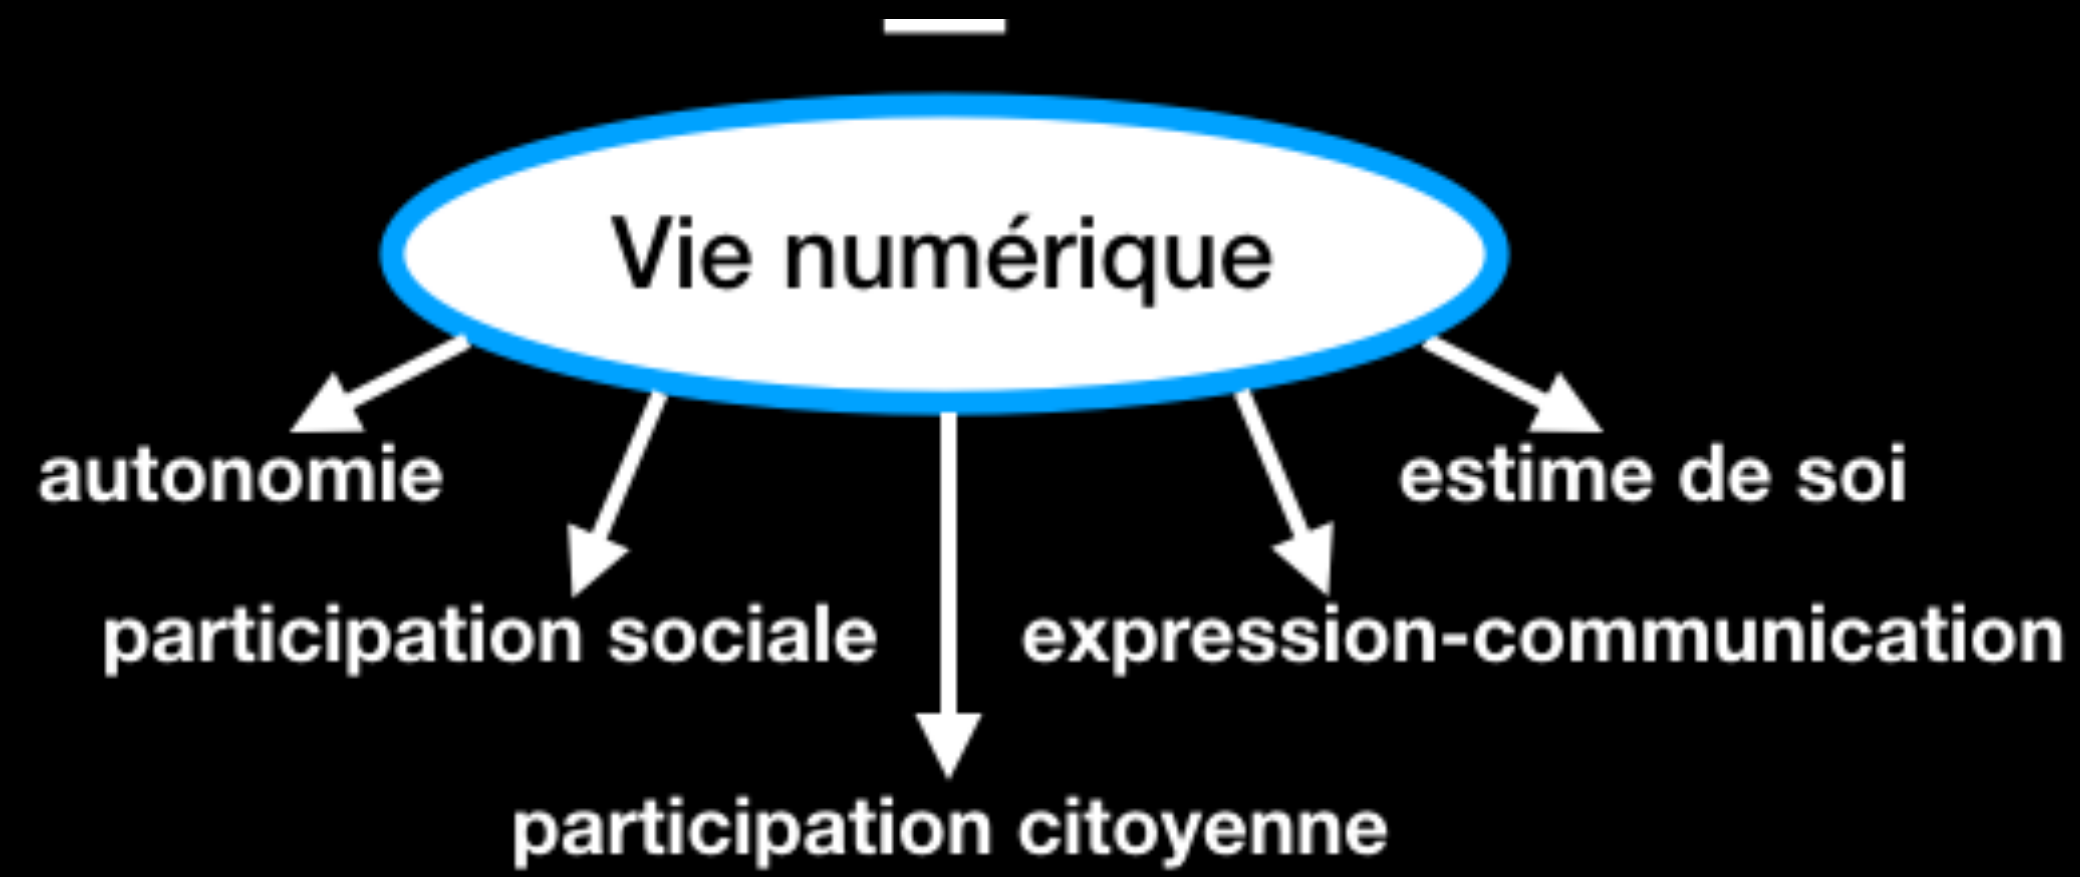 Vie numérique
autonomie
estime de soi
participation sociale
expression-communication
participation citoyenne